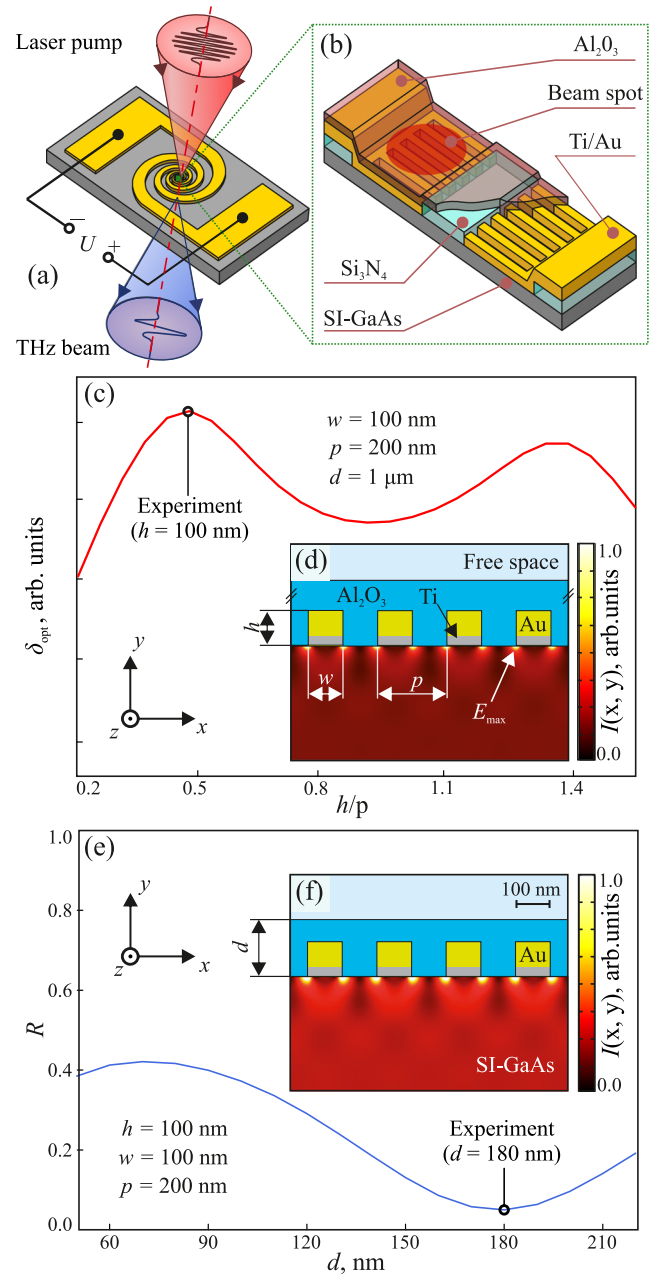 Laser pump
(b)
Al₂0₃
Beam spot
Ti/Au
−
U
+
(a)
Si₃N₄
SI-GaAs
THz beam
(c)
w = 100 nm
p = 200 nm
d = 1 μm
Experiment
(h = 100 nm)
δopt, arb. units
(d)
Free space
Al₂O₃
Ti
Au
h
w
p
Emax
1.0
I(x, y), arb.units
0.0
y
z
x
0.2
0.5
0.8
1.1
1.4
h/p
(e)
1.0
0.8
0.6
0.4
0.2
0.0
R
y
z
x
(f)
100 nm
d
Au
SI-GaAs
1.0
I(x, y), arb.units
0.0
h = 100 nm
w = 100 nm
p = 200 nm
Experiment
(d = 180 nm)
60
90
120
150
180
210
d, nm